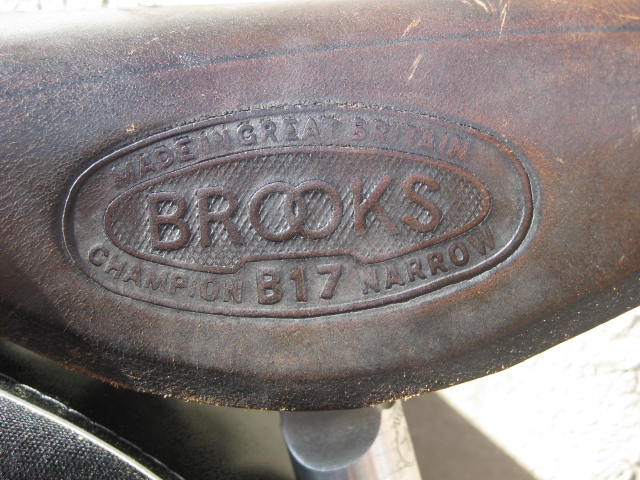 MADE IN GREAT BRITAIN
BROOKS
CHAMPION B17 NARROW